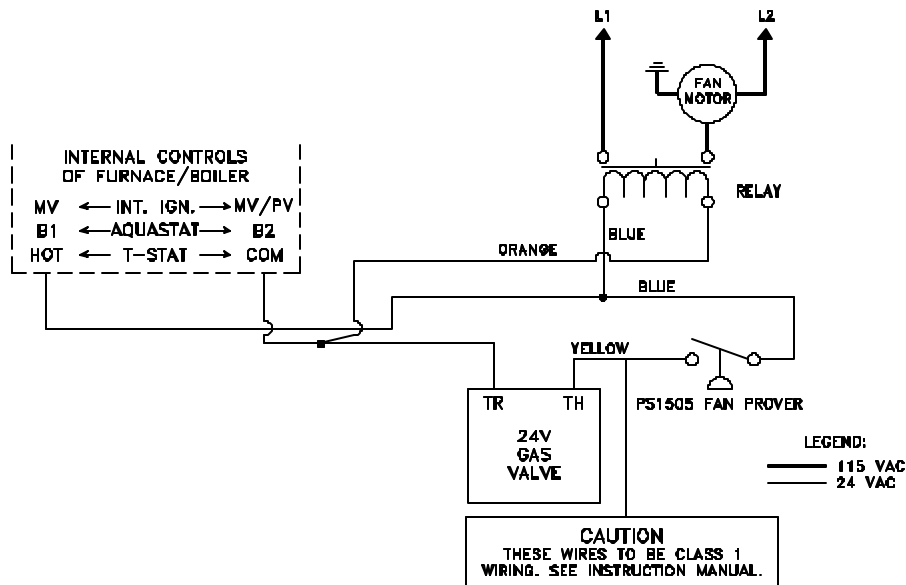 L1 L2
FAN
MOTOR
INTERNAL CONTROLS
OF FURNACE/BOILER
MV INT. IGN. MV/PV
B1 AQUASTAT B2
HOT T-STAT COM
RELAY
BLUE
ORANGE
BLUE
YELLOW
PS1505 FAN PROVER
TR TH
24V
GAS
VALVE
LEGEND:
115 VAC
24 VAC
CAUTION
THESE WIRES TO BE CLASS 1
WIRING. SEE INSTRUCTION MANUAL.